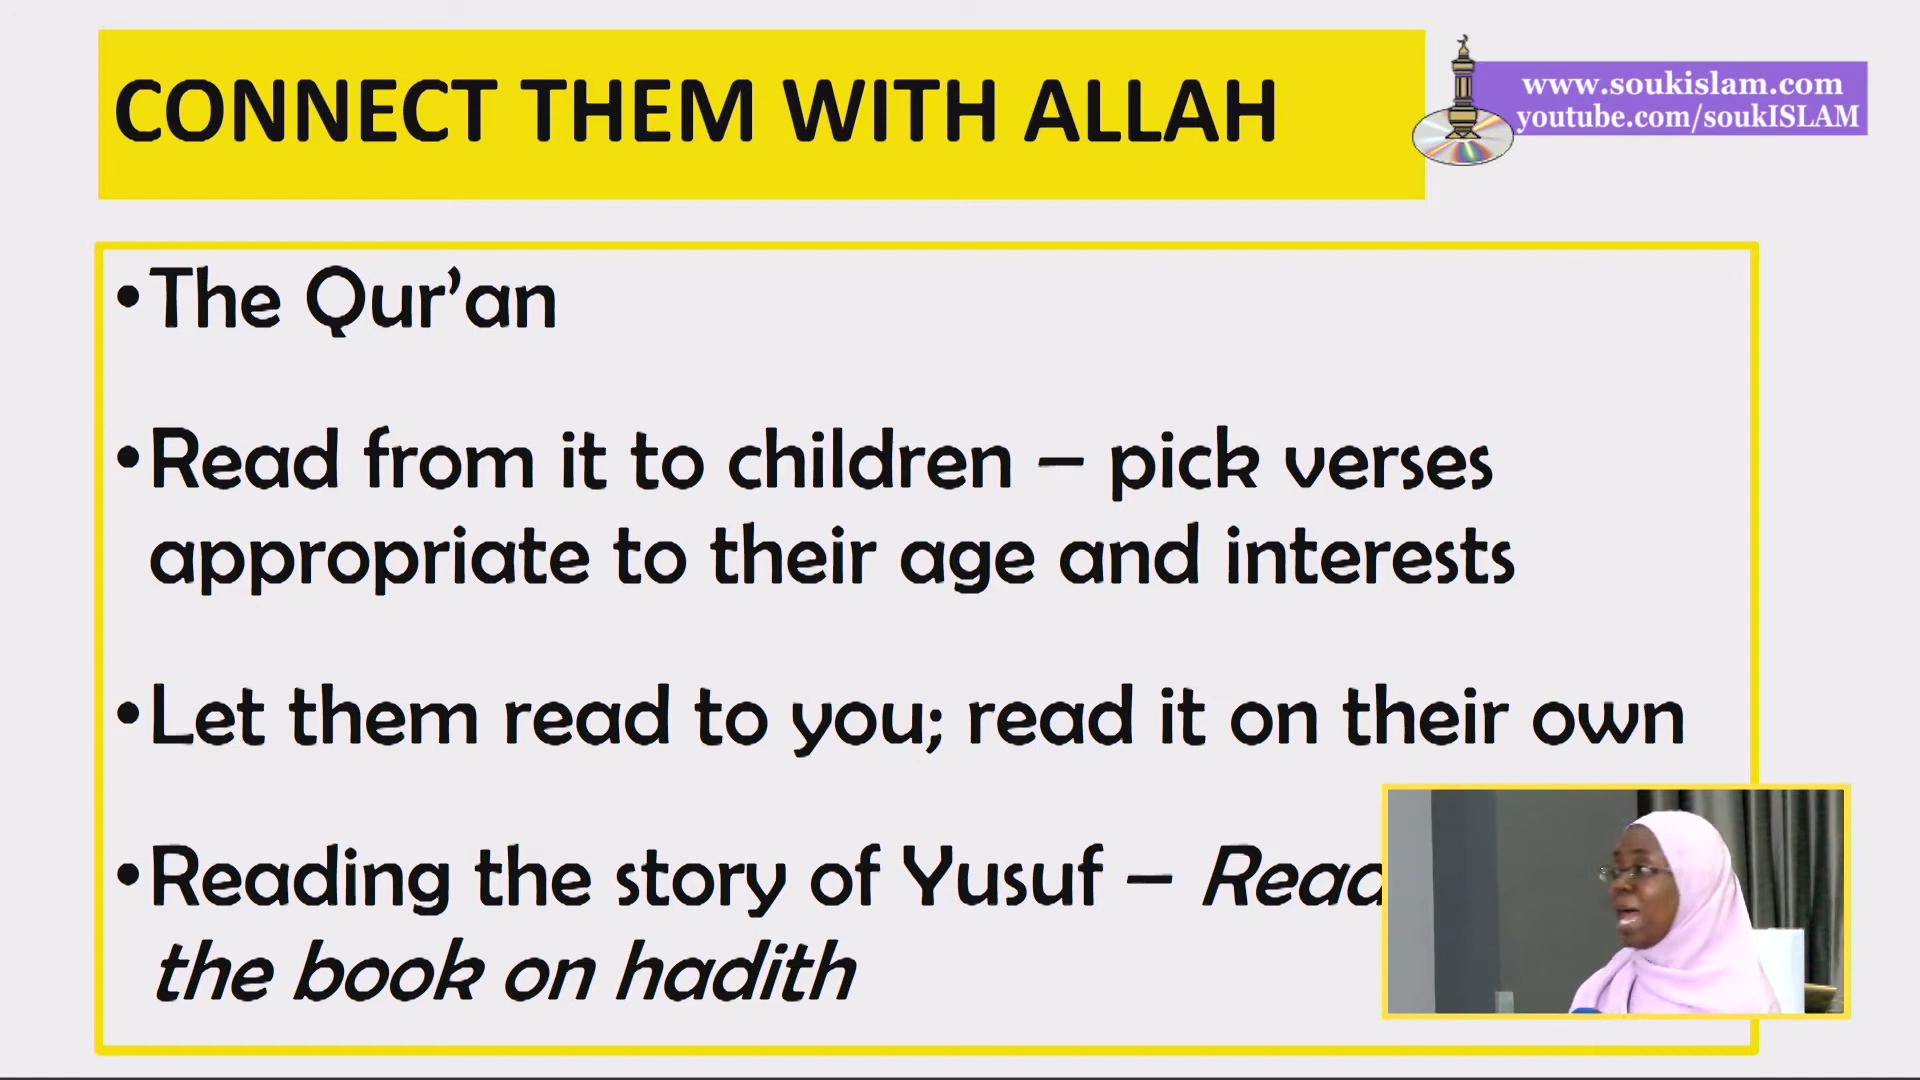 CONNECT THEM WITH ALLAH
www.soukislam.com
youtube.com/soukISLAM
•The Qur’an
•Read from it to children – pick verses
appropriate to their age and interests
•Let them read to you; read it on their own
•Reading the story of Yusuf – Read
the book on hadith